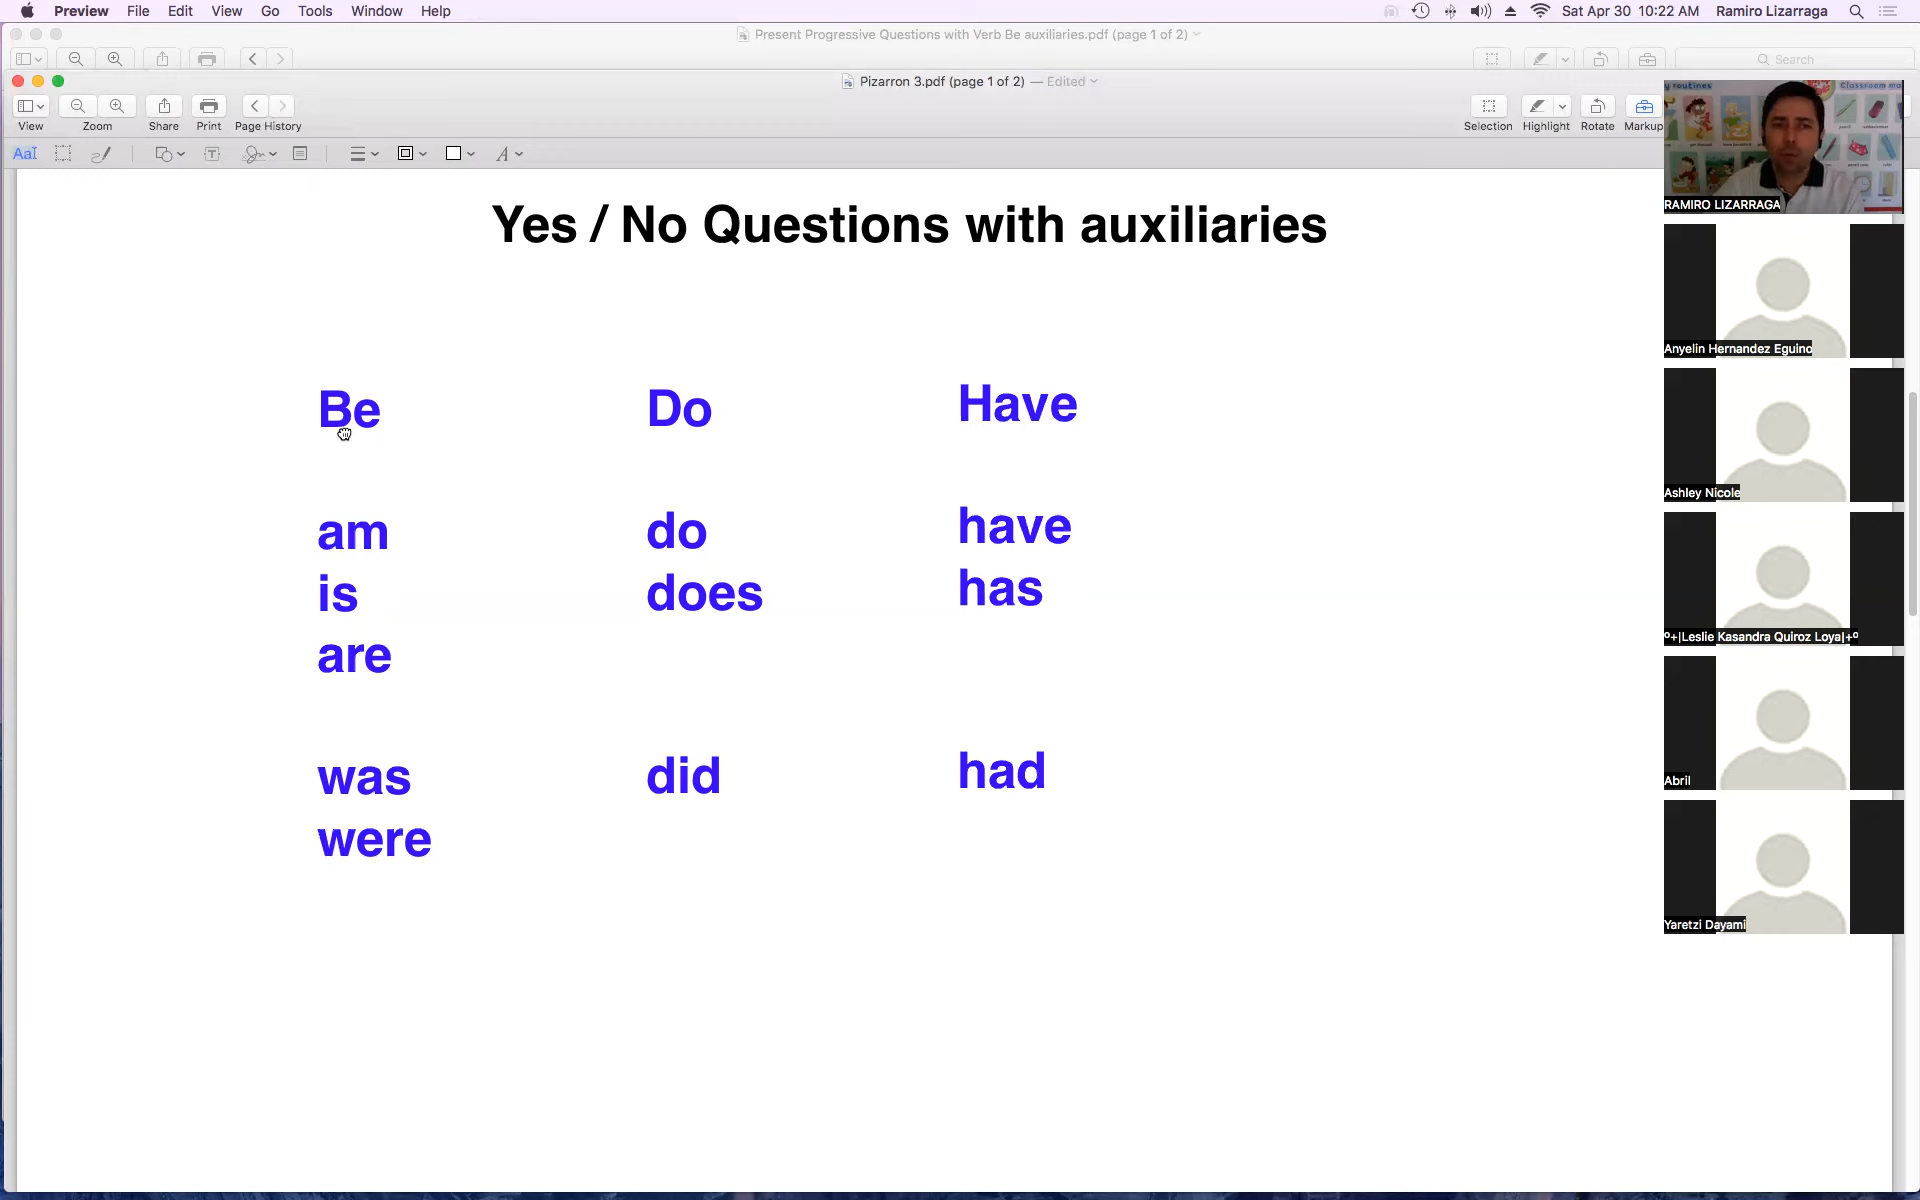 Preview File Edit View Go Tools Window Help Sat Apr 30 10:22 AM Ramiro Lizarraga
Present Progressive Questions with Verb Be auxiliaries.pdf (page 1 of 2)
Search
Pizarron 3.pdf (page 1 of 2) — Edited
View Zoom Share Print Page History Selection Highlight Rotate Markup
AaI T A
Yes / No Questions with auxiliaries
Be Do Have
am do have
is does has
are
was did had
were
y routines Classroom
RAMIRO LIZARRAGA
Anyelin Hernandez Eguino
Ashley Nicole
º+|Leslie Kasandra Quiroz Loya|+º
Abril
Yaretzi Dayami